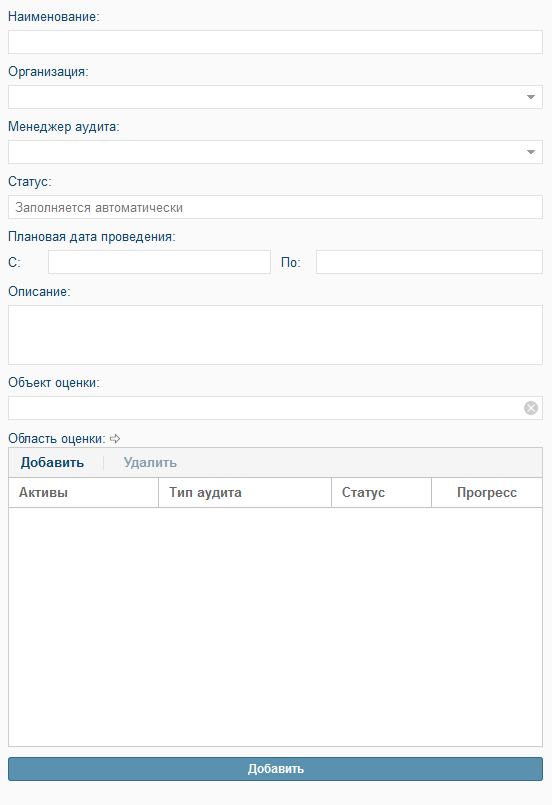 Наименование:
Организация:
Менеджер аудита:
Статус:
Заполняется автоматически
Плановая дата проведения:
С: По:
Описание:
Объект оценки:
Область оценки:
Добавить Удалить
Активы Тип аудита Статус Прогресс
Добавить